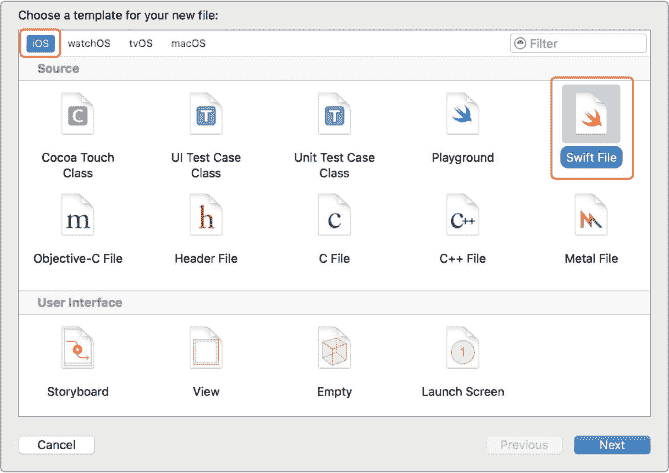 Choose a template for your new file:
iOS watchOS tvOS macOS Filter
Source
C T T
Cocoa Touch Class
UI Test Case Class
Unit Test Case Class
Playground
Swift File
m h c C++
Objective-C File Header File C File C++ File Metal File
User Interface
1
Storyboard View Empty Launch Screen
Cancel Previous Next